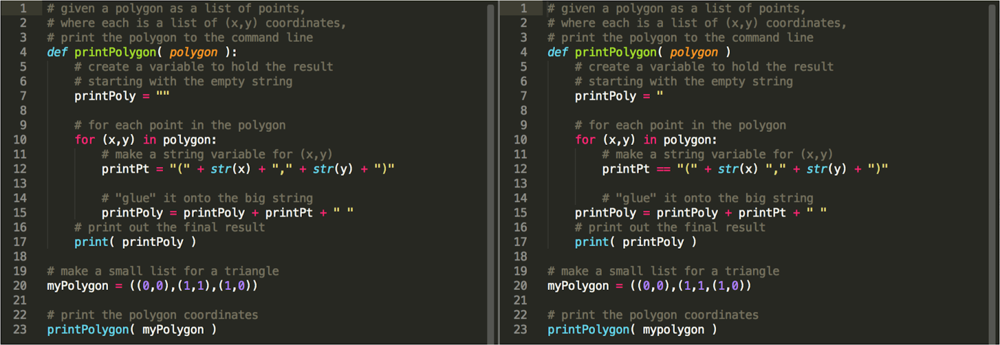 1 # given a polygon as a list of points,
2 # where each is a list of (x,y) coordinates,
3 # print the polygon to the command line
4 def printPolygon( polygon ):
5     # create a variable to hold the result
6     # starting with the empty string
7     printPoly = ""
8
9     # for each point in the polygon
10     for (x,y) in polygon:
11         # make a string variable for (x,y)
12         printPt = "(" + str(x) + "," + str(y) + ")"
13
14         # "glue" it onto the big string
15         printPoly = printPoly + printPt + " "
16     # print out the final result
17     print( printPoly )
18
19 # make a small list for a triangle
20 myPolygon = ((0,0),(1,1),(1,0))
21
22 # print the polygon coordinates
23 printPolygon( myPolygon )
1 # given a polygon as a list of points,
2 # where each is a list of (x,y) coordinates,
3 # print the polygon to the command line
4 def printPolygon( polygon )
5     # create a variable to hold the result
6     # starting with the empty string
7     printPoly = "
8
9     # for each point in the polygon
10     for (x,y) in polygon:
11         # make a string variable for (x,y)
12         printPt == "(" + str(x) "," + str(y) + ")"
13
14         # "glue" it onto the big string
15     printPoly = printPoly + printPt + " "
16     # print out the final result
17     print( printPoly )
18
19 # make a small list for a triangle
20 myPolygon = ((0,0),(1,1,(1,0))
21
22 # print the polygon coordinates
23 printPolygon( mypolygon )